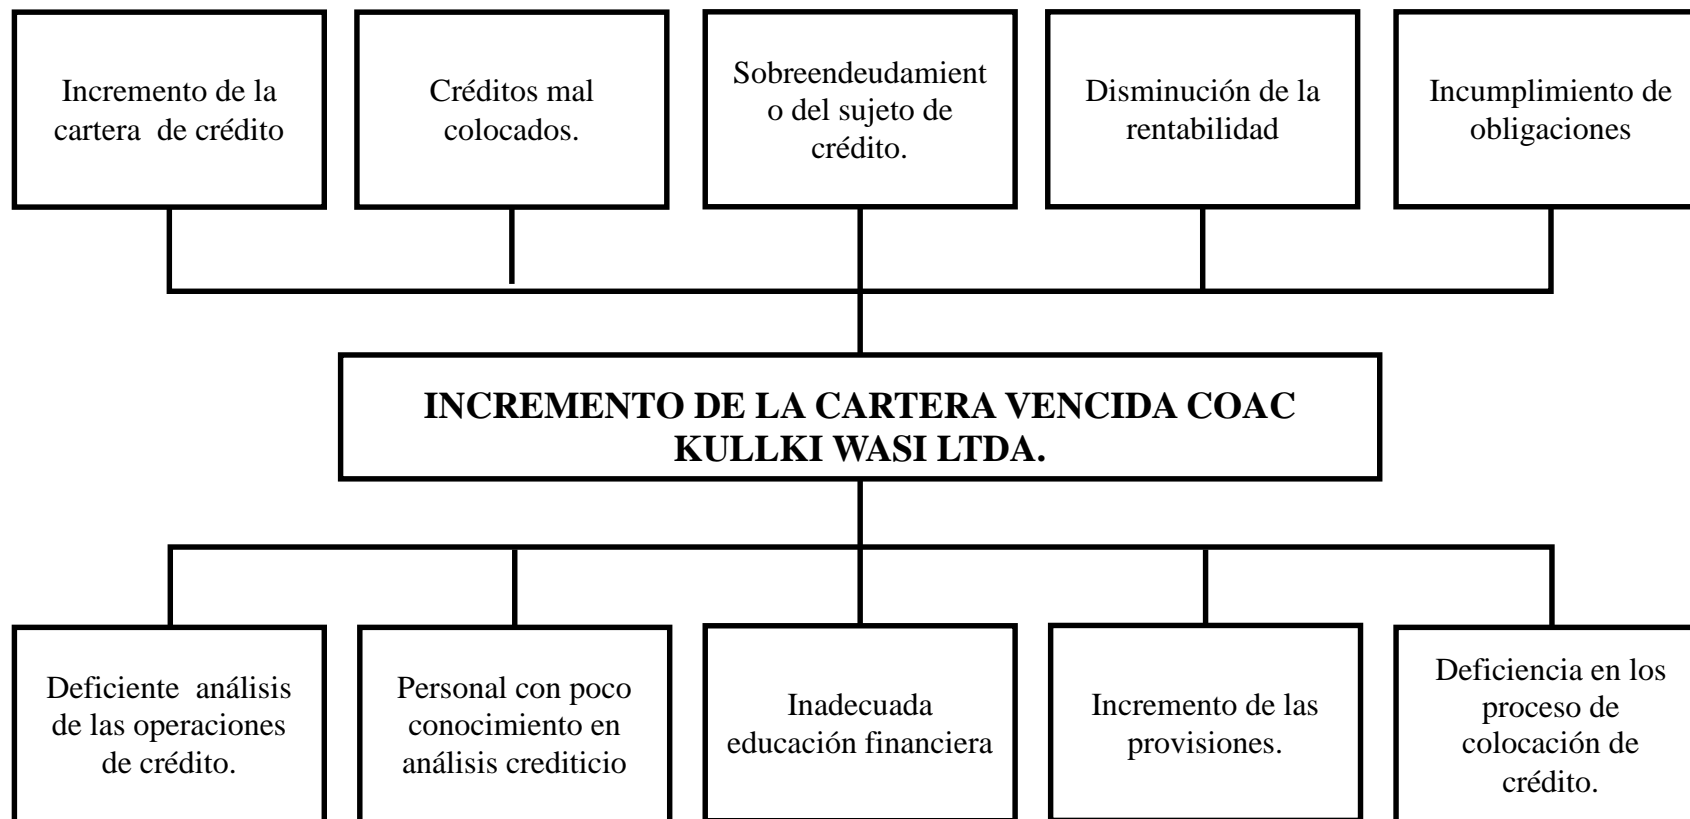 Incremento de la
cartera de crédito
Créditos mal
colocados.
Sobreendeudamient
o del sujeto de
crédito.
Disminución de la
rentabilidad
Incumplimiento de
obligaciones
INCREMENTO DE LA CARTERA VENCIDA COAC
KULLKI WASI LTDA.
Deficiente análisis
de las operaciones
de crédito.
Personal con poco
conocimiento en
análisis crediticio
Inadecuada
educación financiera
Incremento de las
provisiones.
Deficiencia en los
proceso de
colocación de
crédito.